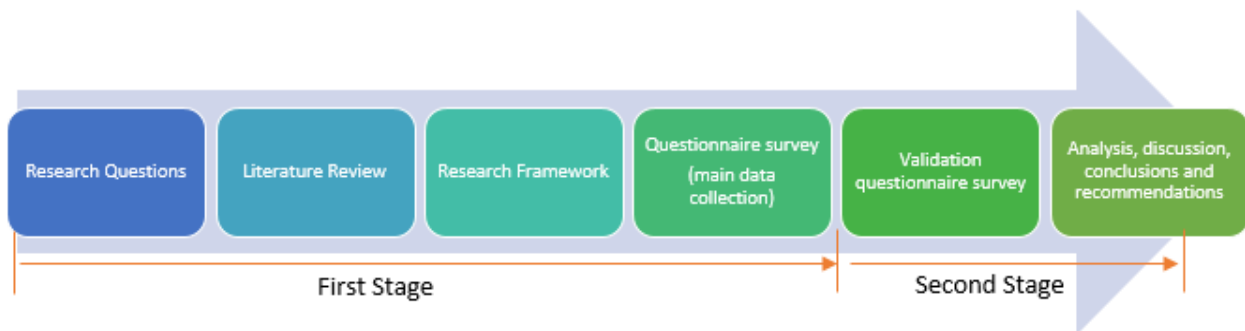 Research Questions
Literature Review
Research Framework
Questionnaire survey
(main data
collection)
Validation
questionnaire survey
Analysis, discussion,
conclusions and
recommendations
First Stage
Second Stage